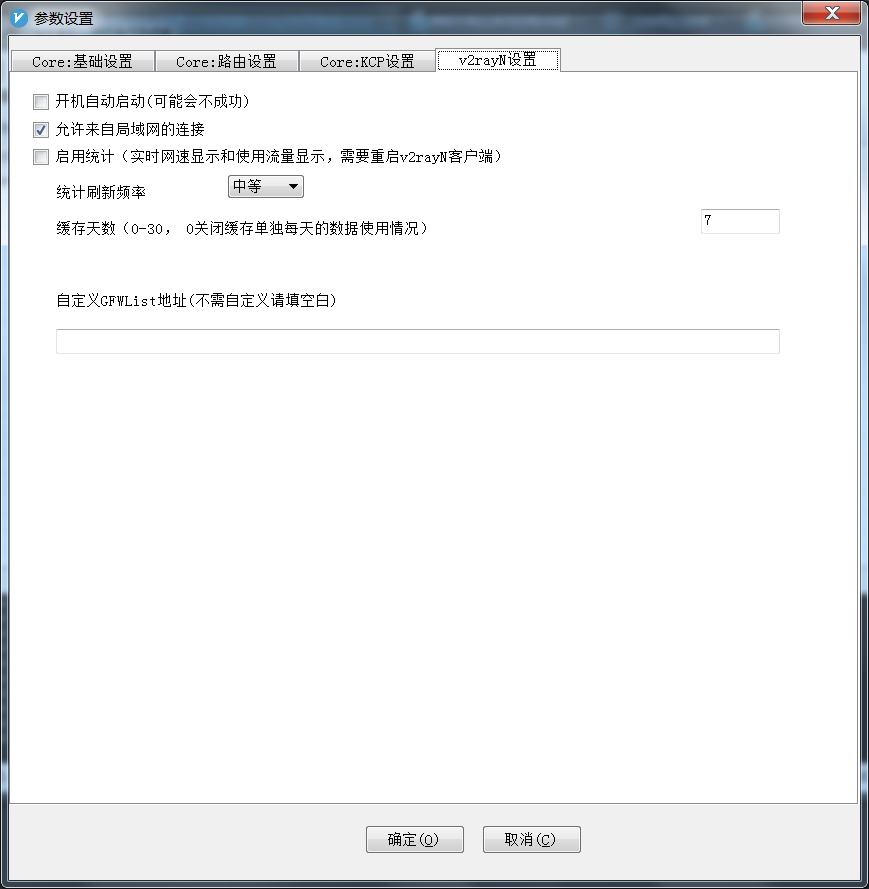 参数设置
Core:基础设置 Core:路由设置 Core:KCP设置 v2rayN设置
开机自动启动(可能会不成功)
允许来自局域网的连接
启用统计（实时网速显示和使用流量显示，需要重启v2rayN客户端）
统计刷新频率 中等
缓存天数（0-30， 0关闭缓存单独每天的数据使用情况） 7
自定义GFWList地址(不需自定义请填空白)
确定(O) 取消(C)